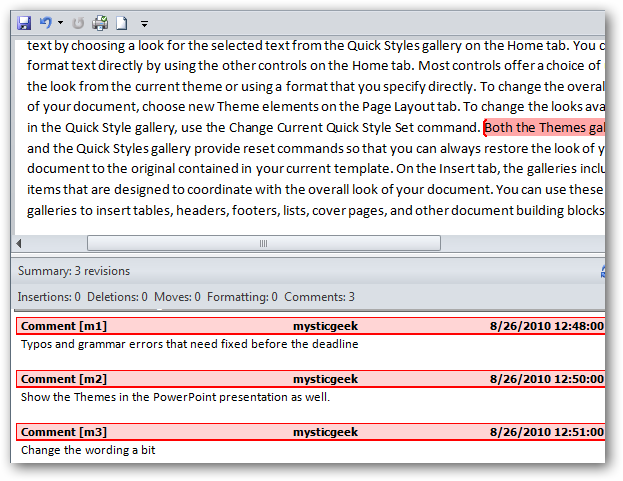 text by choosing a look for the selected text from the Quick Styles gallery on the Home tab. You c
format text directly by using the other controls on the Home tab. Most controls offer a choice of
the look from the current theme or using a format that you specify directly. To change the overal
of your document, choose new Theme elements on the Page Layout tab. To change the looks ava
in the Quick Style gallery, use the Change Current Quick Style Set command. Both the Themes gal
and the Quick Styles gallery provide reset commands so that you can always restore the look of y
document to the original contained in your current template. On the Insert tab, the galleries inclu
items that are designed to coordinate with the overall look of your document. You can use these
galleries to insert tables, headers, footers, lists, cover pages, and other document building blocks
Summary: 3 revisions
Insertions: 0 Deletions: 0 Moves: 0 Formatting: 0 Comments: 3
Comment [m1] mysticgeek 8/26/2010 12:48:00
Typos and grammar errors that need fixed before the deadline
Comment [m2] mysticgeek 8/26/2010 12:50:00
Show the Themes in the PowerPoint presentation as well.
Comment [m3] mysticgeek 8/26/2010 12:51:00
Change the wording a bit